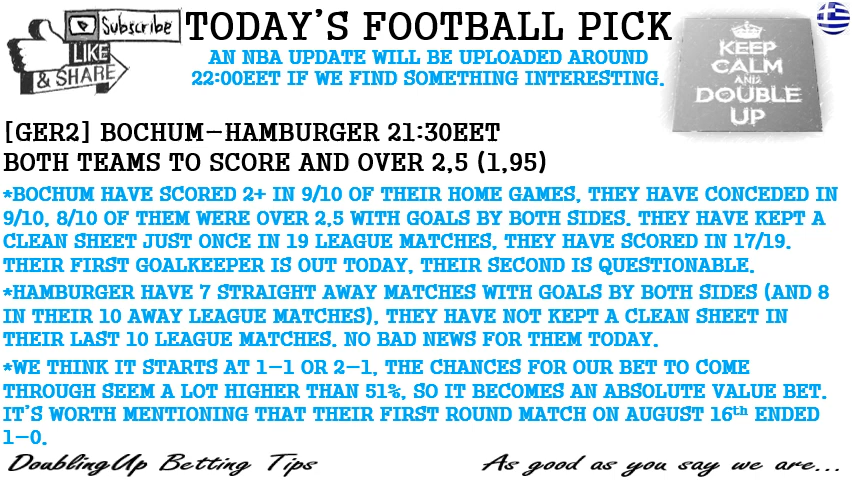 Subscribe
LIKE
& SHARE
TODAY'S FOOTBALL PICK
AN NBA UPDATE WILL BE UPLOADED AROUND
22:00EET IF WE FIND SOMETHING INTERESTING.
KEEP
CALM
AND
DOUBLE
UP
[GER2] BOCHUM-HAMBURGER 21:30EET
BOTH TEAMS TO SCORE AND OVER 2,5 (1,95)
*BOCHUM HAVE SCORED 2+ IN 9/10 OF THEIR HOME GAMES, THEY HAVE CONCEDED IN
9/10, 8/10 OF THEM WERE OVER 2,5 WITH GOALS BY BOTH SIDES. THEY HAVE KEPT A
CLEAN SHEET JUST ONCE IN 19 LEAGUE MATCHES, THEY HAVE SCORED IN 17/19.
THEIR FIRST GOALKEEPER IS OUT TODAY, THEIR SECOND IS QUESTIONABLE.
*HAMBURGER HAVE 7 STRAIGHT AWAY MATCHES WITH GOALS BY BOTH SIDES (AND 8
IN THEIR 10 AWAY LEAGUE MATCHES), THEY HAVE NOT KEPT A CLEAN SHEET IN
THEIR LAST 10 LEAGUE MATCHES. NO BAD NEWS FOR THEM TODAY.
*WE THINK IT STARTS AT 1-1 OR 2-1, THE CHANCES FOR OUR BET TO COME
THROUGH SEEM A LOT HIGHER THAN 51%, SO IT BECOMES AN ABSOLUTE VALUE BET.
IT'S WORTH MENTIONING THAT THEIR FIRST ROUND MATCH ON AUGUST 16th ENDED
1-0.
DoublingUp Betting Tips
As good as you say we are...